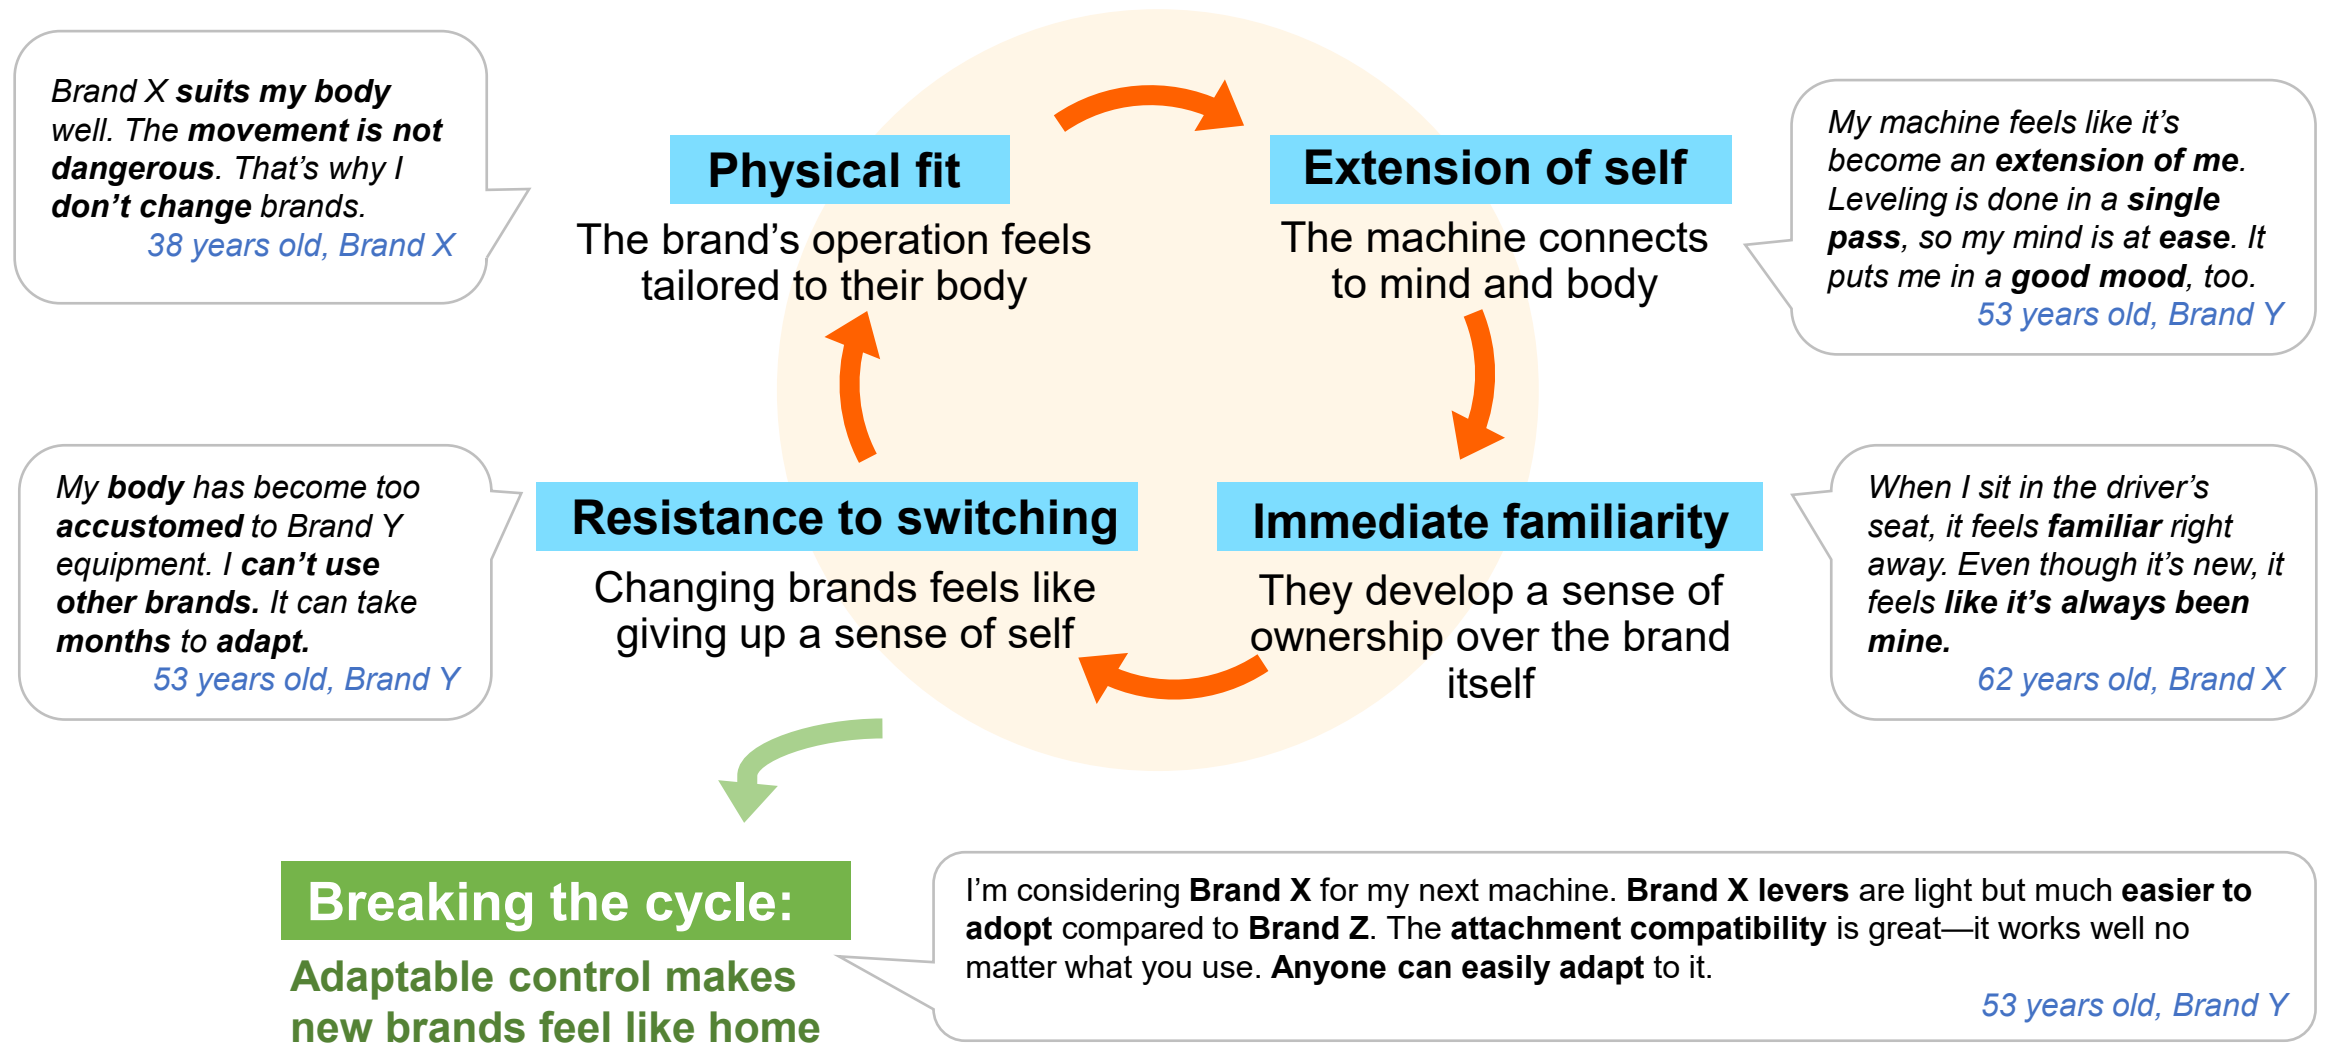 Brand X suits my body
well. The movement is not
dangerous. That's why I
don't change brands.
38 years old, Brand X
Physical fit
The brand's operation feels
tailored to their body
Extension of self
The machine connects
to mind and body
My machine feels like it's
become an extension of me.
Leveling is done in a single
pass, so my mind is at ease. It
puts me in a good mood, too.
53 years old, Brand Y
My body has become too
accustomed to Brand Y
equipment. I can't use
other brands. It can take
months to adapt.
53 years old, Brand Y
Resistance to switching
Changing brands feels like
giving up a sense of self
Immediate familiarity
They develop a sense of
ownership over the brand
itself
When I sit in the driver's
seat, it feels familiar right
away. Even though it's new, it
feels like it's always been
mine.
62 years old, Brand X
Breaking the cycle:
Adaptable control makes
new brands feel like home
I'm considering Brand X for my next machine. Brand X levers are light but much easier to
adopt compared to Brand Z. The attachment compatibility is great—it works well no
matter what you use. Anyone can easily adapt to it.
53 years old, Brand Y